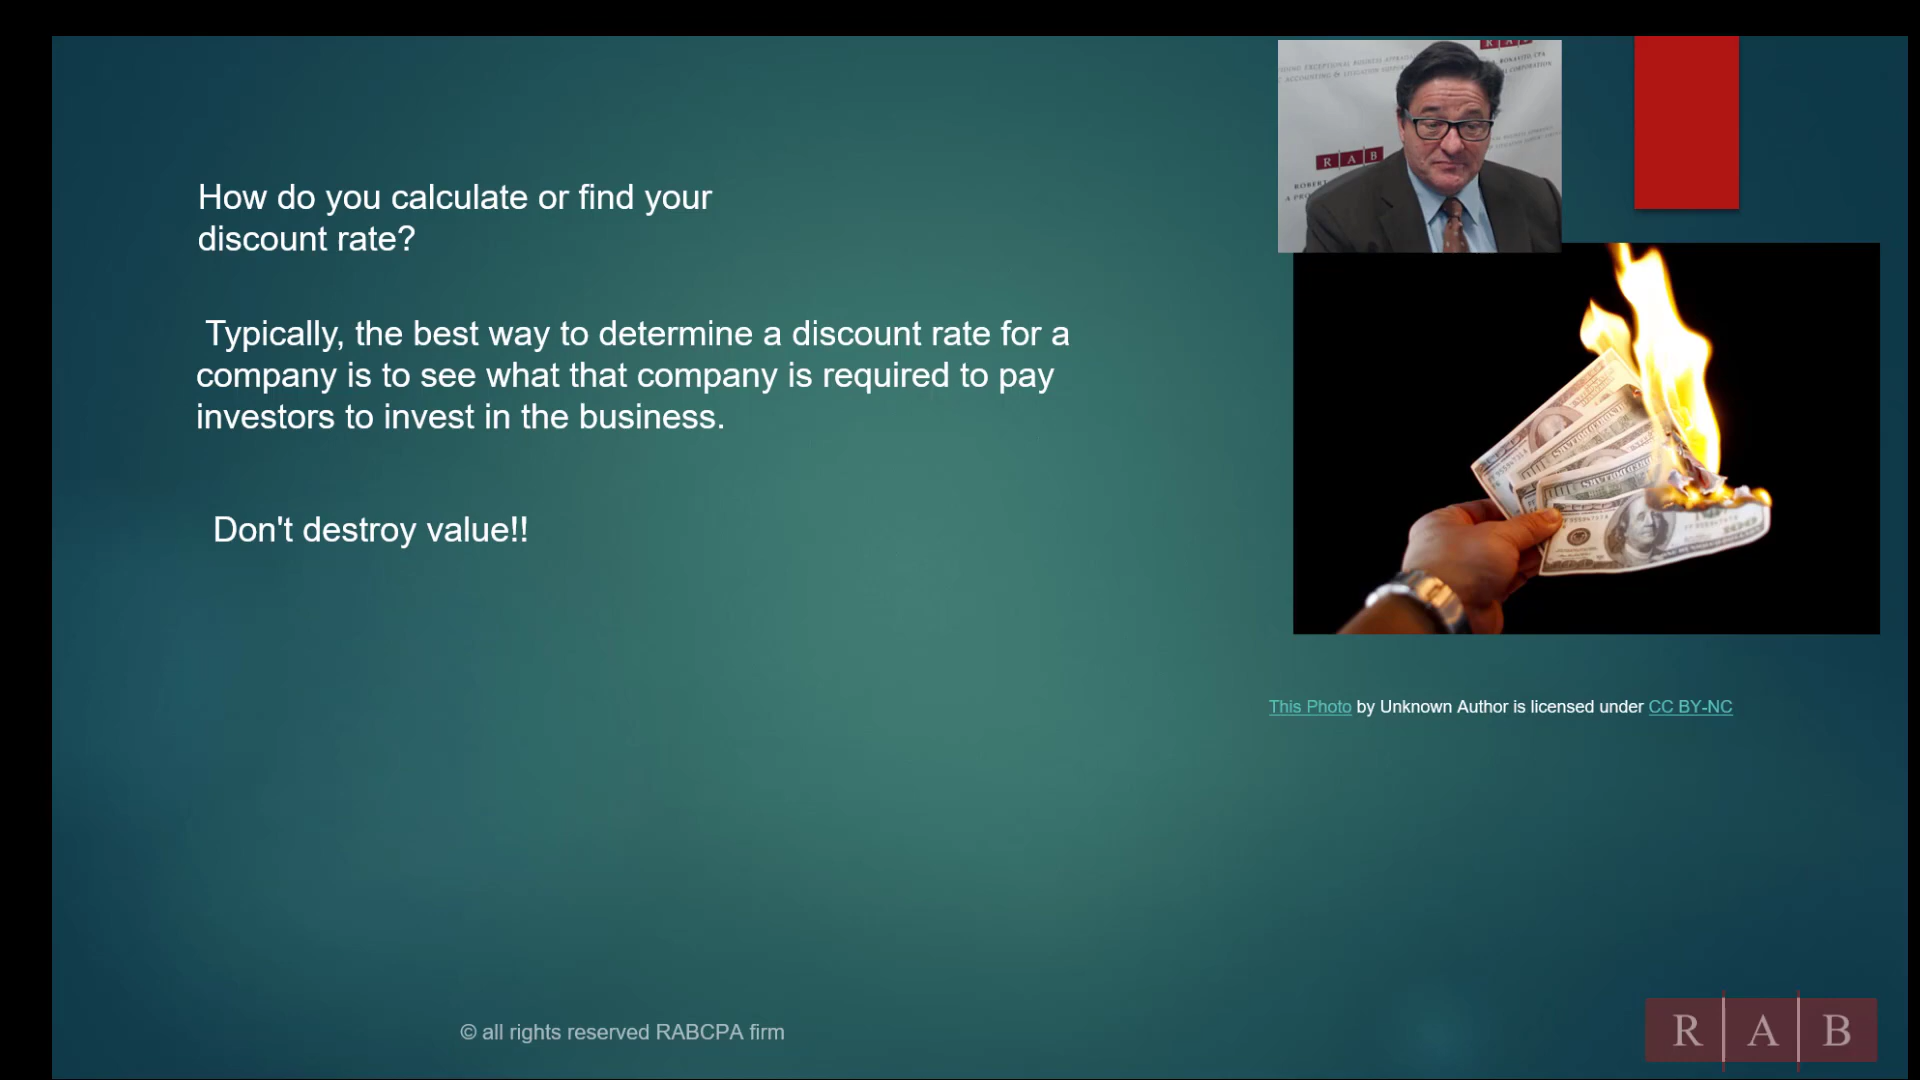 How do you calculate or find your
discount rate?
Typically, the best way to determine a discount rate for a
company is to see what that company is required to pay
investors to invest in the business.
Don't destroy value!!
R A B
R|A|B
ROBERT
This Photo by Unknown Author is licensed under CC BY-NC
© all rights reserved RABCPA firm
R|A|B